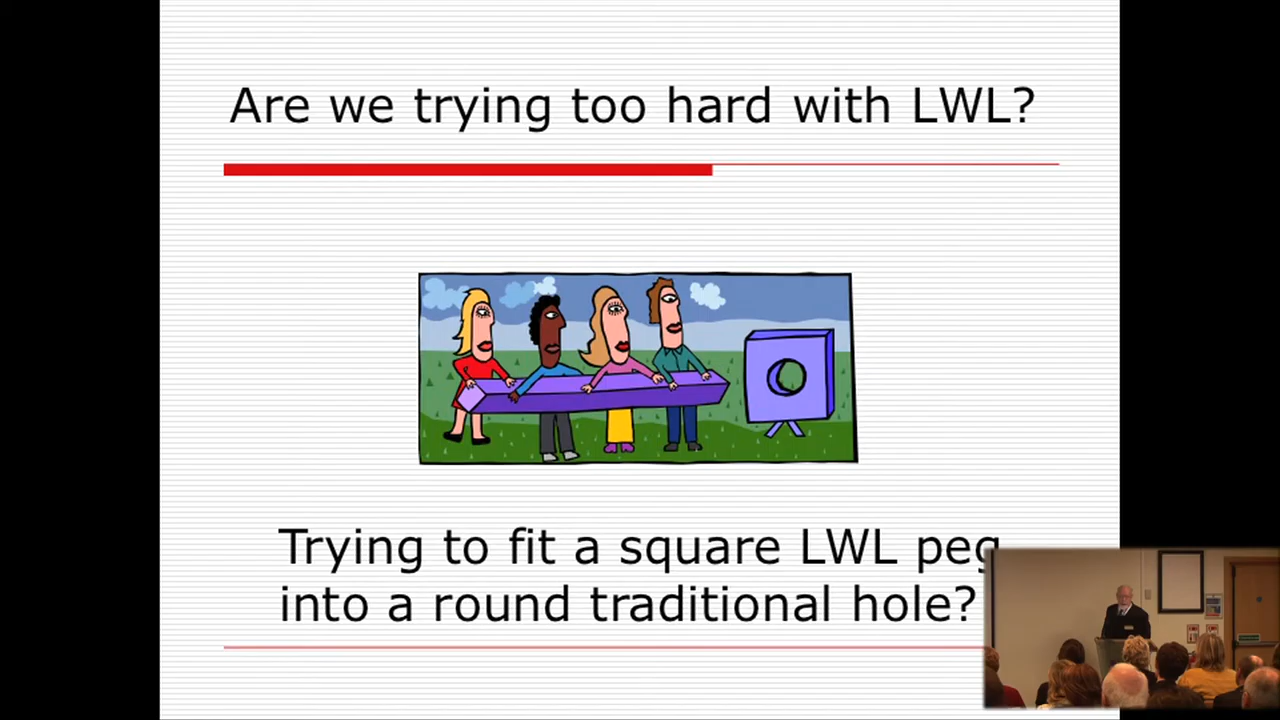 Are we trying too hard with LWL?
Trying to fit a square LWL peg
into a round traditional hole?